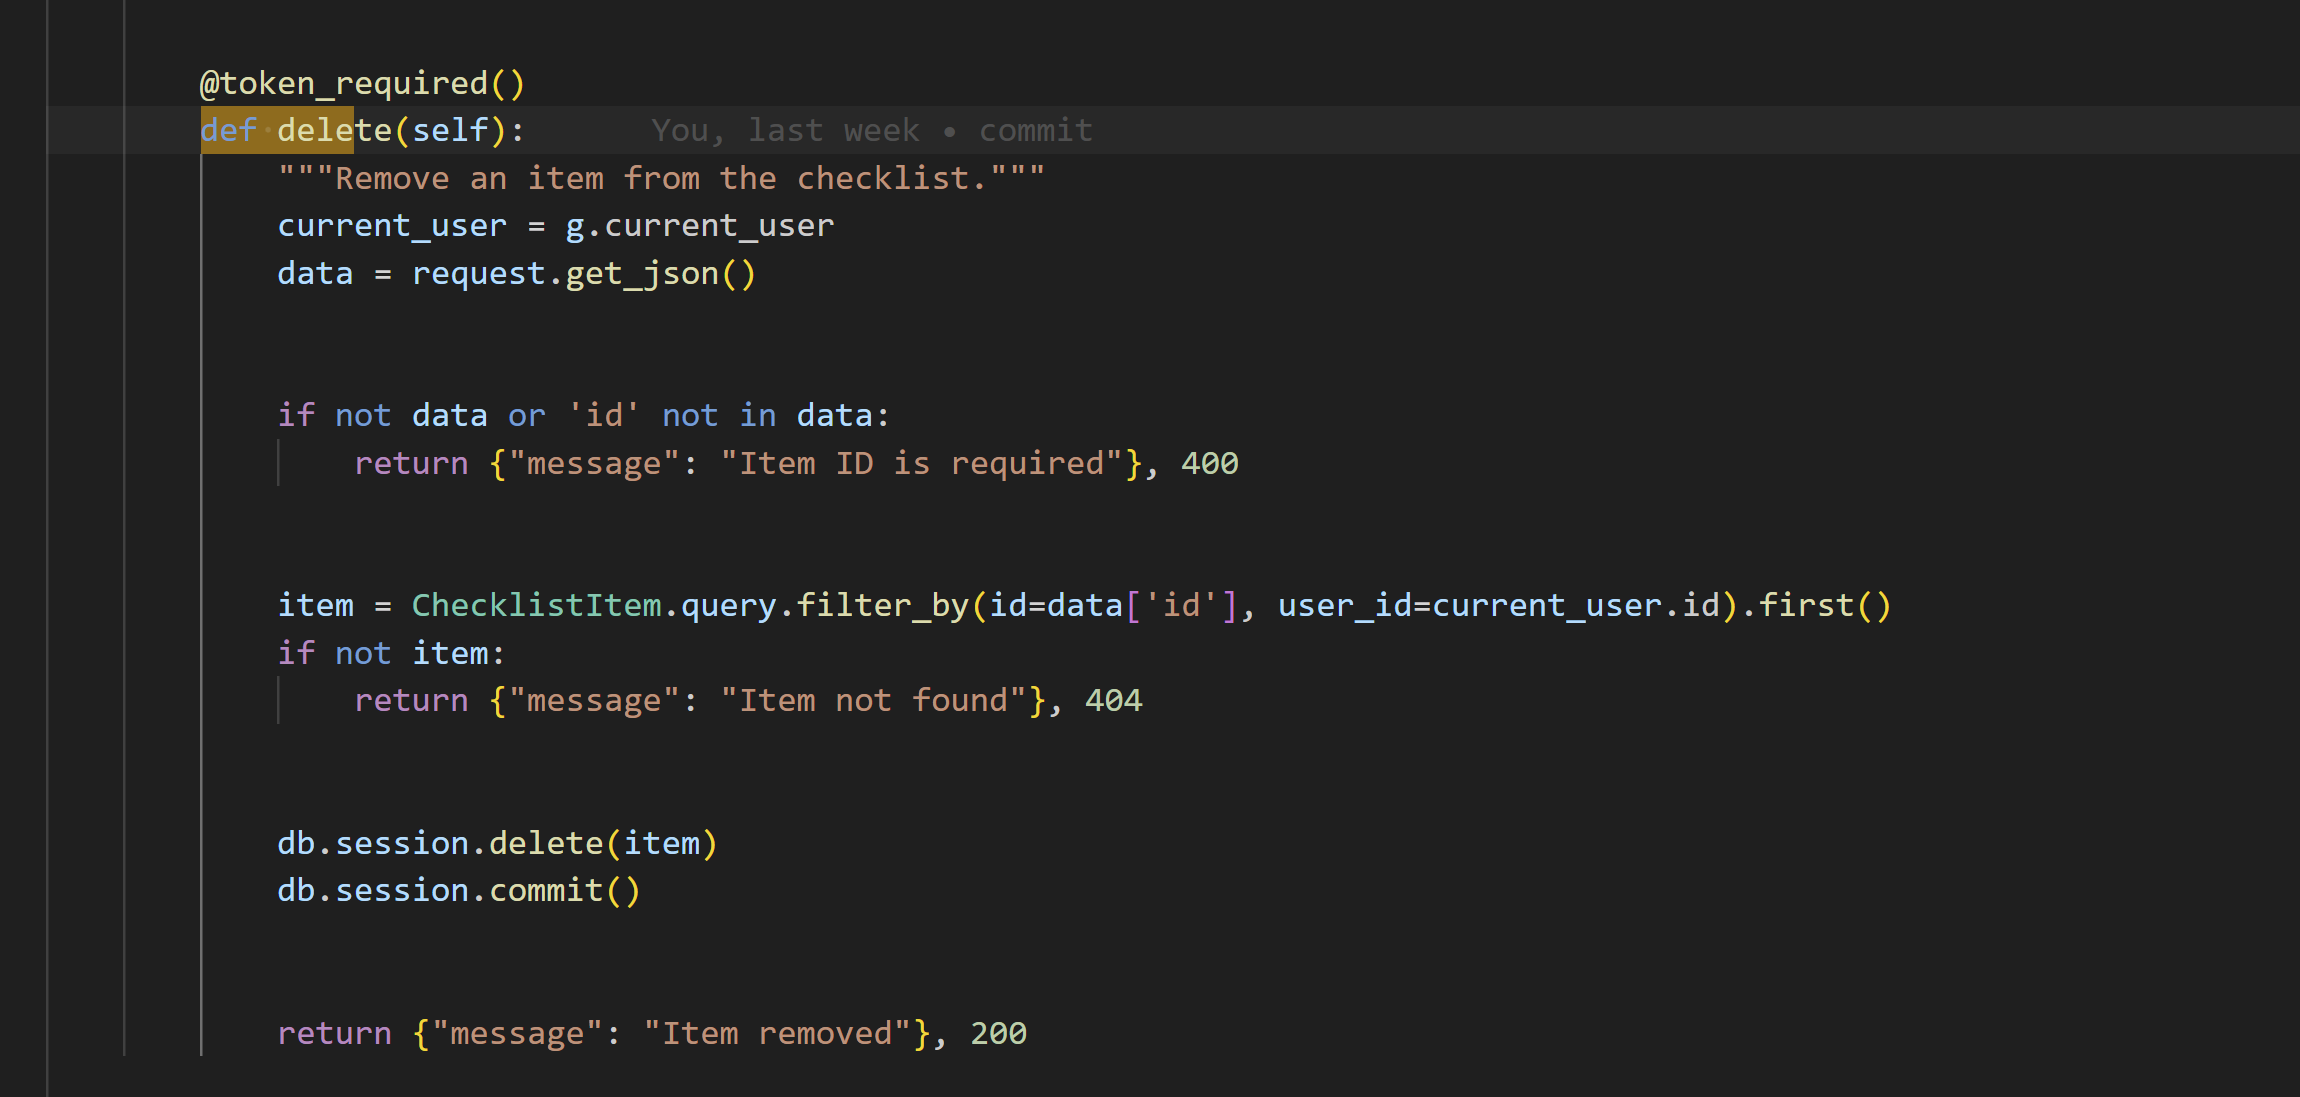 @token_required()
def delete(self):      You, last week • commit
    """Remove an item from the checklist."""
    current_user = g.current_user
    data = request.get_json()
    if not data or 'id' not in data:
        return {"message": "Item ID is required"}, 400
    item = ChecklistItem.query.filter_by(id=data['id'], user_id=current_user.id).first()
    if not item:
        return {"message": "Item not found"}, 404
    db.session.delete(item)
    db.session.commit()
    return {"message": "Item removed"}, 200